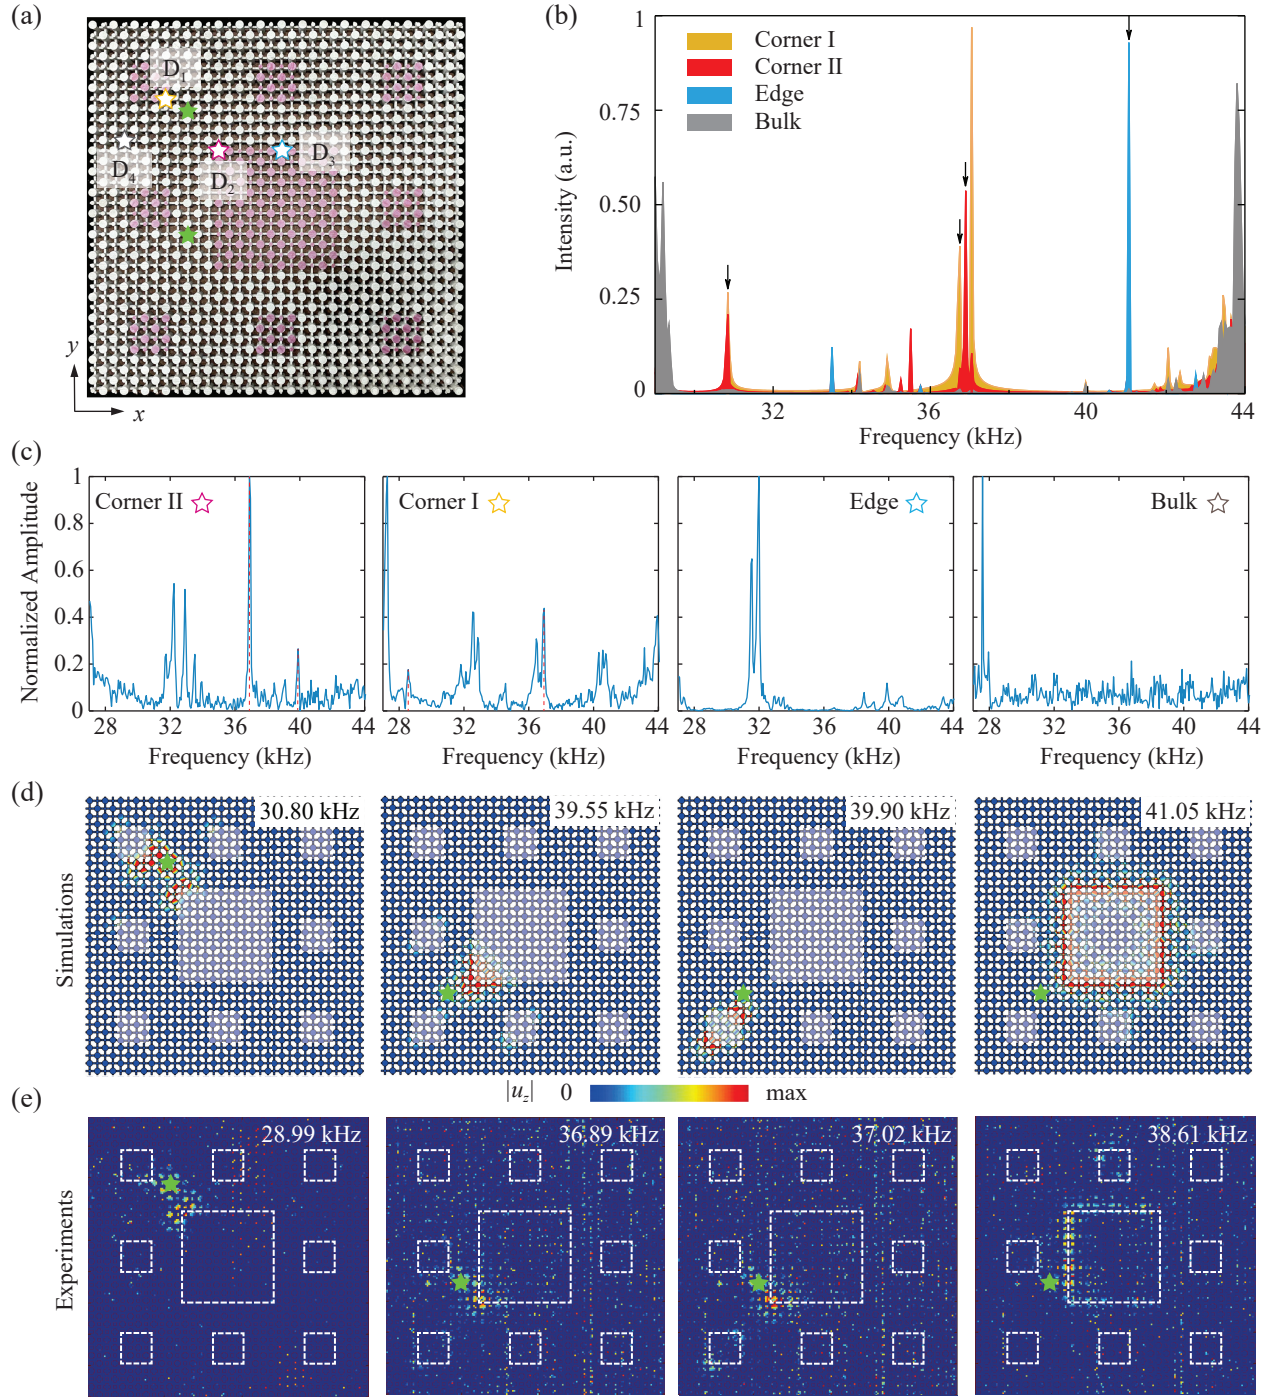 (a)
D1
D2
D3
D4
y
x
(b)
Corner I
Corner II
Edge
Bulk
Intensity (a.u.)
1
0.75
0.50
0.25
0
32 36 40 44
Frequency (kHz)
(c)
Normalized Amplitude
1
0.8
0.6
0.4
0.2
0
Corner II
28 32 36 40 44
Frequency (kHz)
Corner I
28 32 36 40 44
Frequency (kHz)
Edge
28 32 36 40 44
Frequency (kHz)
Bulk
28 32 36 40 44
Frequency (kHz)
(d)
Simulations
30.80 kHz
39.55 kHz
39.90 kHz
41.05 kHz
|uz| 0 max
(e)
Experiments
28.99 kHz
36.89 kHz
37.02 kHz
38.61 kHz